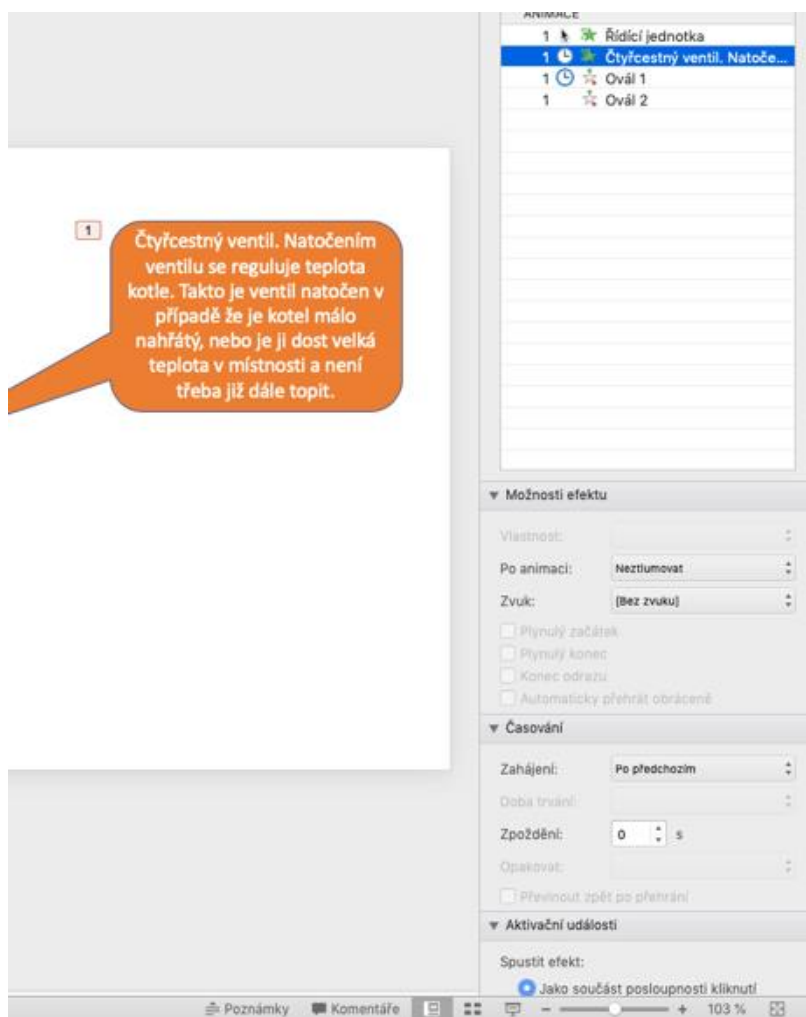 ANIMACE
1 Řídící jednotka
1 Čtyřcestný ventil. Natoče...
1 Ovál 1
1 Ovál 2
1
Čtyřcestný ventil. Natočením
ventilu se reguluje teplota
kotle. Takto je ventil natočen v
případě že je kotel málo
nahřátý, nebo je ji dost velká
teplota v místnosti a není
třeba již dále topit.
Možnosti efektu
Vlastnost:
Po animaci: Neztlumovat
Zvuk: [Bez zvuku]
Plynulý začátek
Plynulý konec
Konec odrazu
Automaticky přehrát obráceně
Časování
Zahájení: Po předchozím
Doba trvání:
Zpoždění: 0 s
Opakovat:
Převinout zpět po přehrání
Aktivační události
Spustit efekt:
Jako součást posloupnosti kliknutí
Poznámky Komentáře - + 103 %